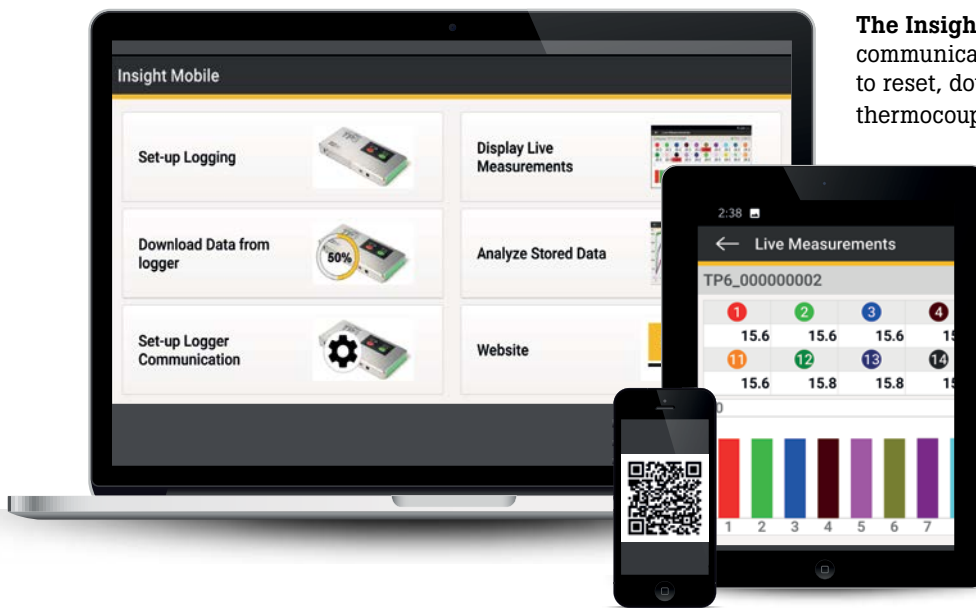 The Insigh
communica
to reset, do
thermocoup
Insight Mobile
Set-up Logging
Display Live
Measurements
Download Data from
logger
50%
Analyze Stored Data
Set-up Logger
Communication
Website
2:38
← Live Measurements
TP6_000000002
1 2 3 4
15.6 15.6 15.6
11 12 13 14
15.6 15.8 15.8
1 2 3 4 5 6 7